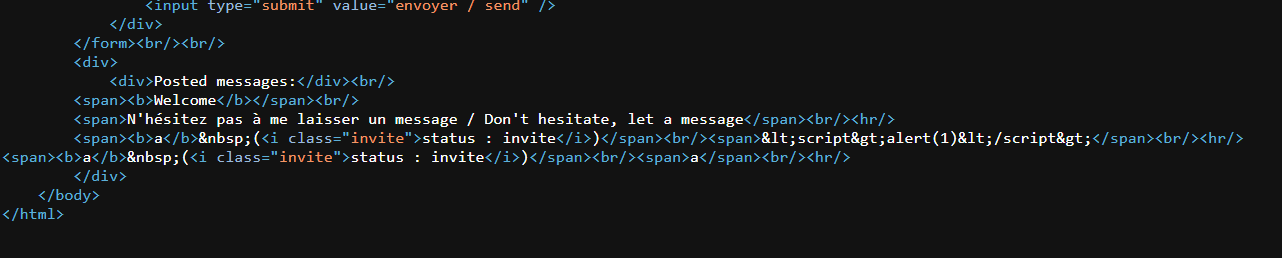 <input type="submit" value="envoyer / send" />
</div>
</form><br/><br/>
<div>
<div>Posted messages:</div><br/>
<span><b>Welcome</b></span><br/>
<span>N'hésitez pas à me laisser un message / Don't hesitate, let a message</span><br/><hr/>
<span><b>a</b>&nbsp;(<i class="invite">status : invite</i>)</span><br/><span>&lt;script&gt;alert(1)&lt;/script&gt;</span><br/><hr/>
<span><b>a</b>&nbsp;(<i class="invite">status : invite</i>)</span><br/><span>a</span><br/><hr/>
</div>
</body>
</html>